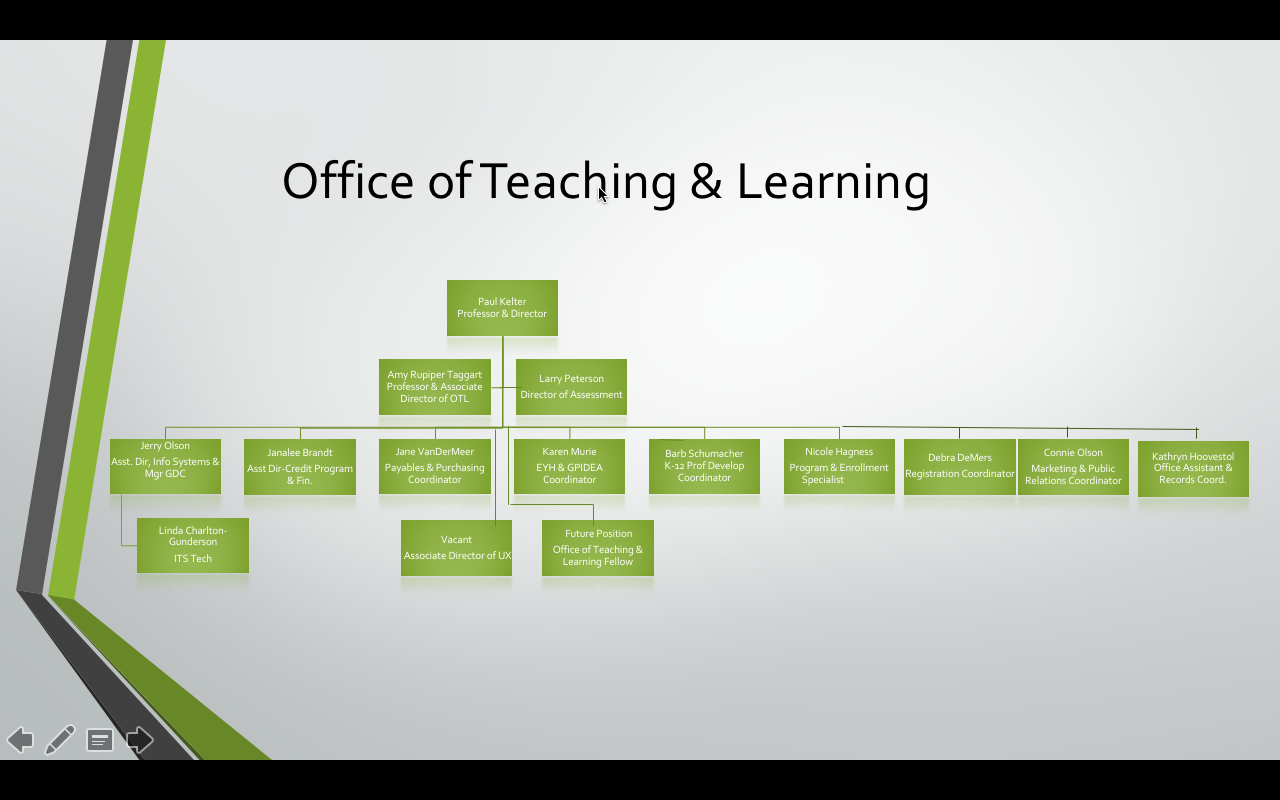 Office of Teaching & Learning
Paul Kelter
Professor & Director
Amy Rupiper Taggart
Professor & Associate
Director of OTL
Larry Peterson
Director of Assessment
Jerry Olson
Asst. Dir, Info Systems &
Mgr GDC
Janalee Brandt
Asst Dir-Credit Program
& Fin.
Jane VanDerMeer
Payables & Purchasing
Coordinator
Karen Murie
EYH & GPIDEA
Coordinator
Barb Schumacher
K-12 Prof Develop
Coordinator
Nicole Hagness
Program & Enrollment
Specialist
Debra DeMers
Registration Coordinator
Connie Olson
Marketing & Public
Relations Coordinator
Kathryn Hoovestol
Office Assistant &
Records Coord.
Linda Charlton-
Gunderson
ITS Tech
Vacant
Associate Director of UX
Future Position
Office of Teaching &
Learning Fellow